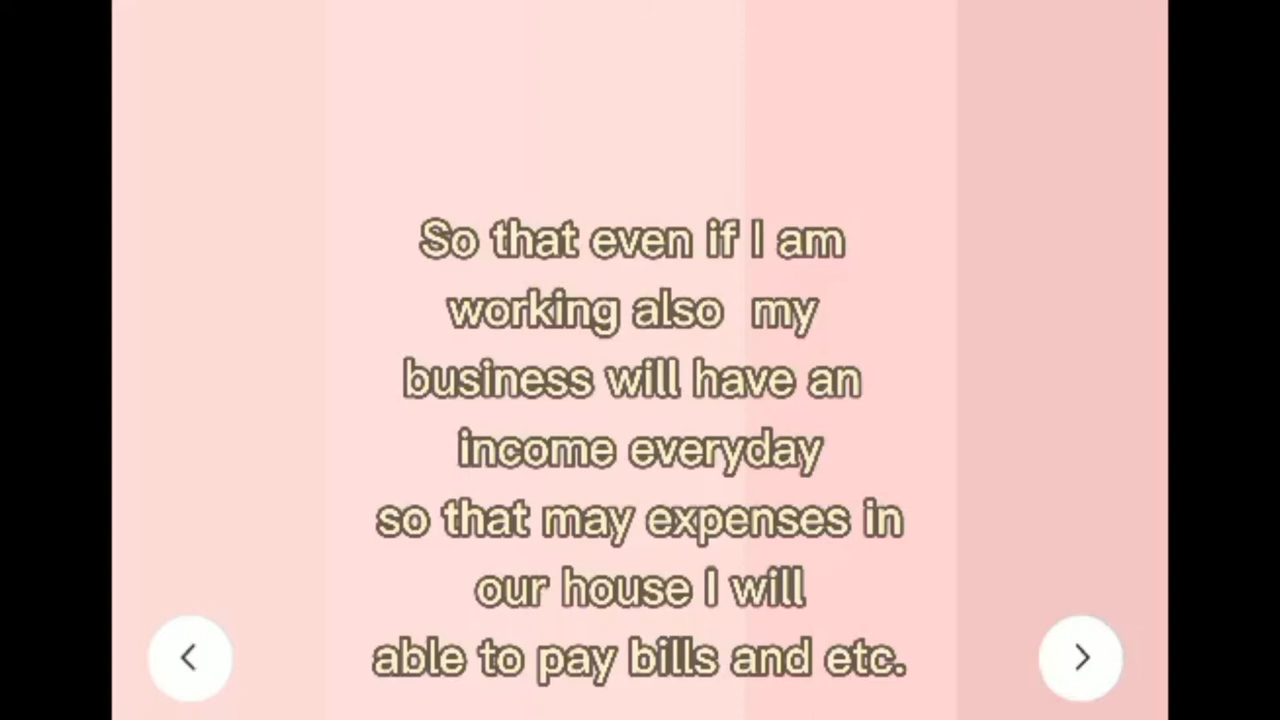 So that even if I am
working also  my
business will have an
income everyday
so that may expenses in
our house I will
able to pay bills and etc.